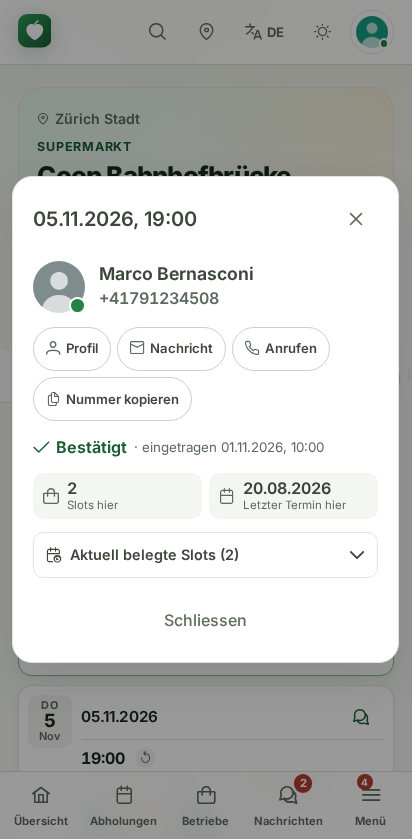 DE
Zürich Stadt
SUPERMARKT
Coop Bahnhofbrücke
05.11.2026, 19:00
Marco Bernasconi
+41791234508
Profil
Nachricht
Anrufen
Nummer kopieren
Bestätigt · eingetragen 01.11.2026, 10:00
2
Slots hier
20.08.2026
Letzter Termin hier
Aktuell belegte Slots (2)
Schliessen
DO
5
Nov
05.11.2026
19:00
2
4
Übersicht
Abholungen
Betriebe
Nachrichten
Menü